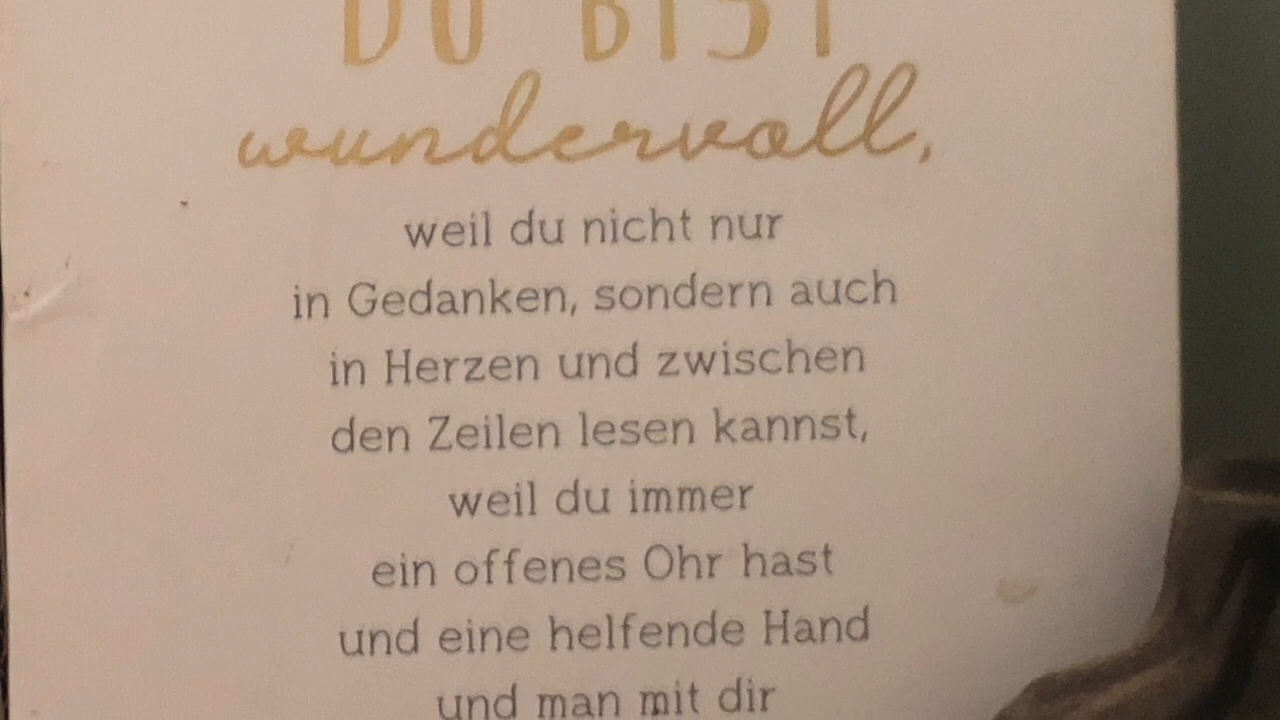 DU BIST
wundervoll,
weil du nicht nur
in Gedanken, sondern auch
in Herzen und zwischen
den Zeilen lesen kannst,
weil du immer
ein offenes Ohr hast
und eine helfende Hand
und man mit dir